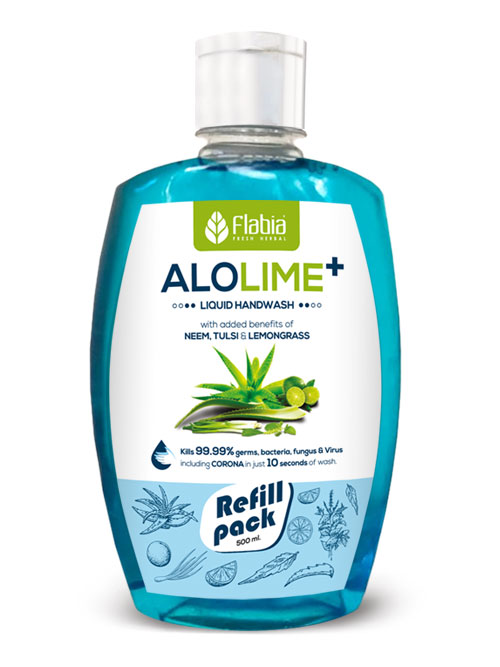 Flabia
FRESH HERBAL
ALOLIME+
LIQUID HANDWASH
with added benefits of
NEEM, TULSI & LEMONGRASS
Kills 99.99% germs, bacteria, fungus & Virus
including CORONA in just 10 seconds of wash.
Refill
pack
500 ml.